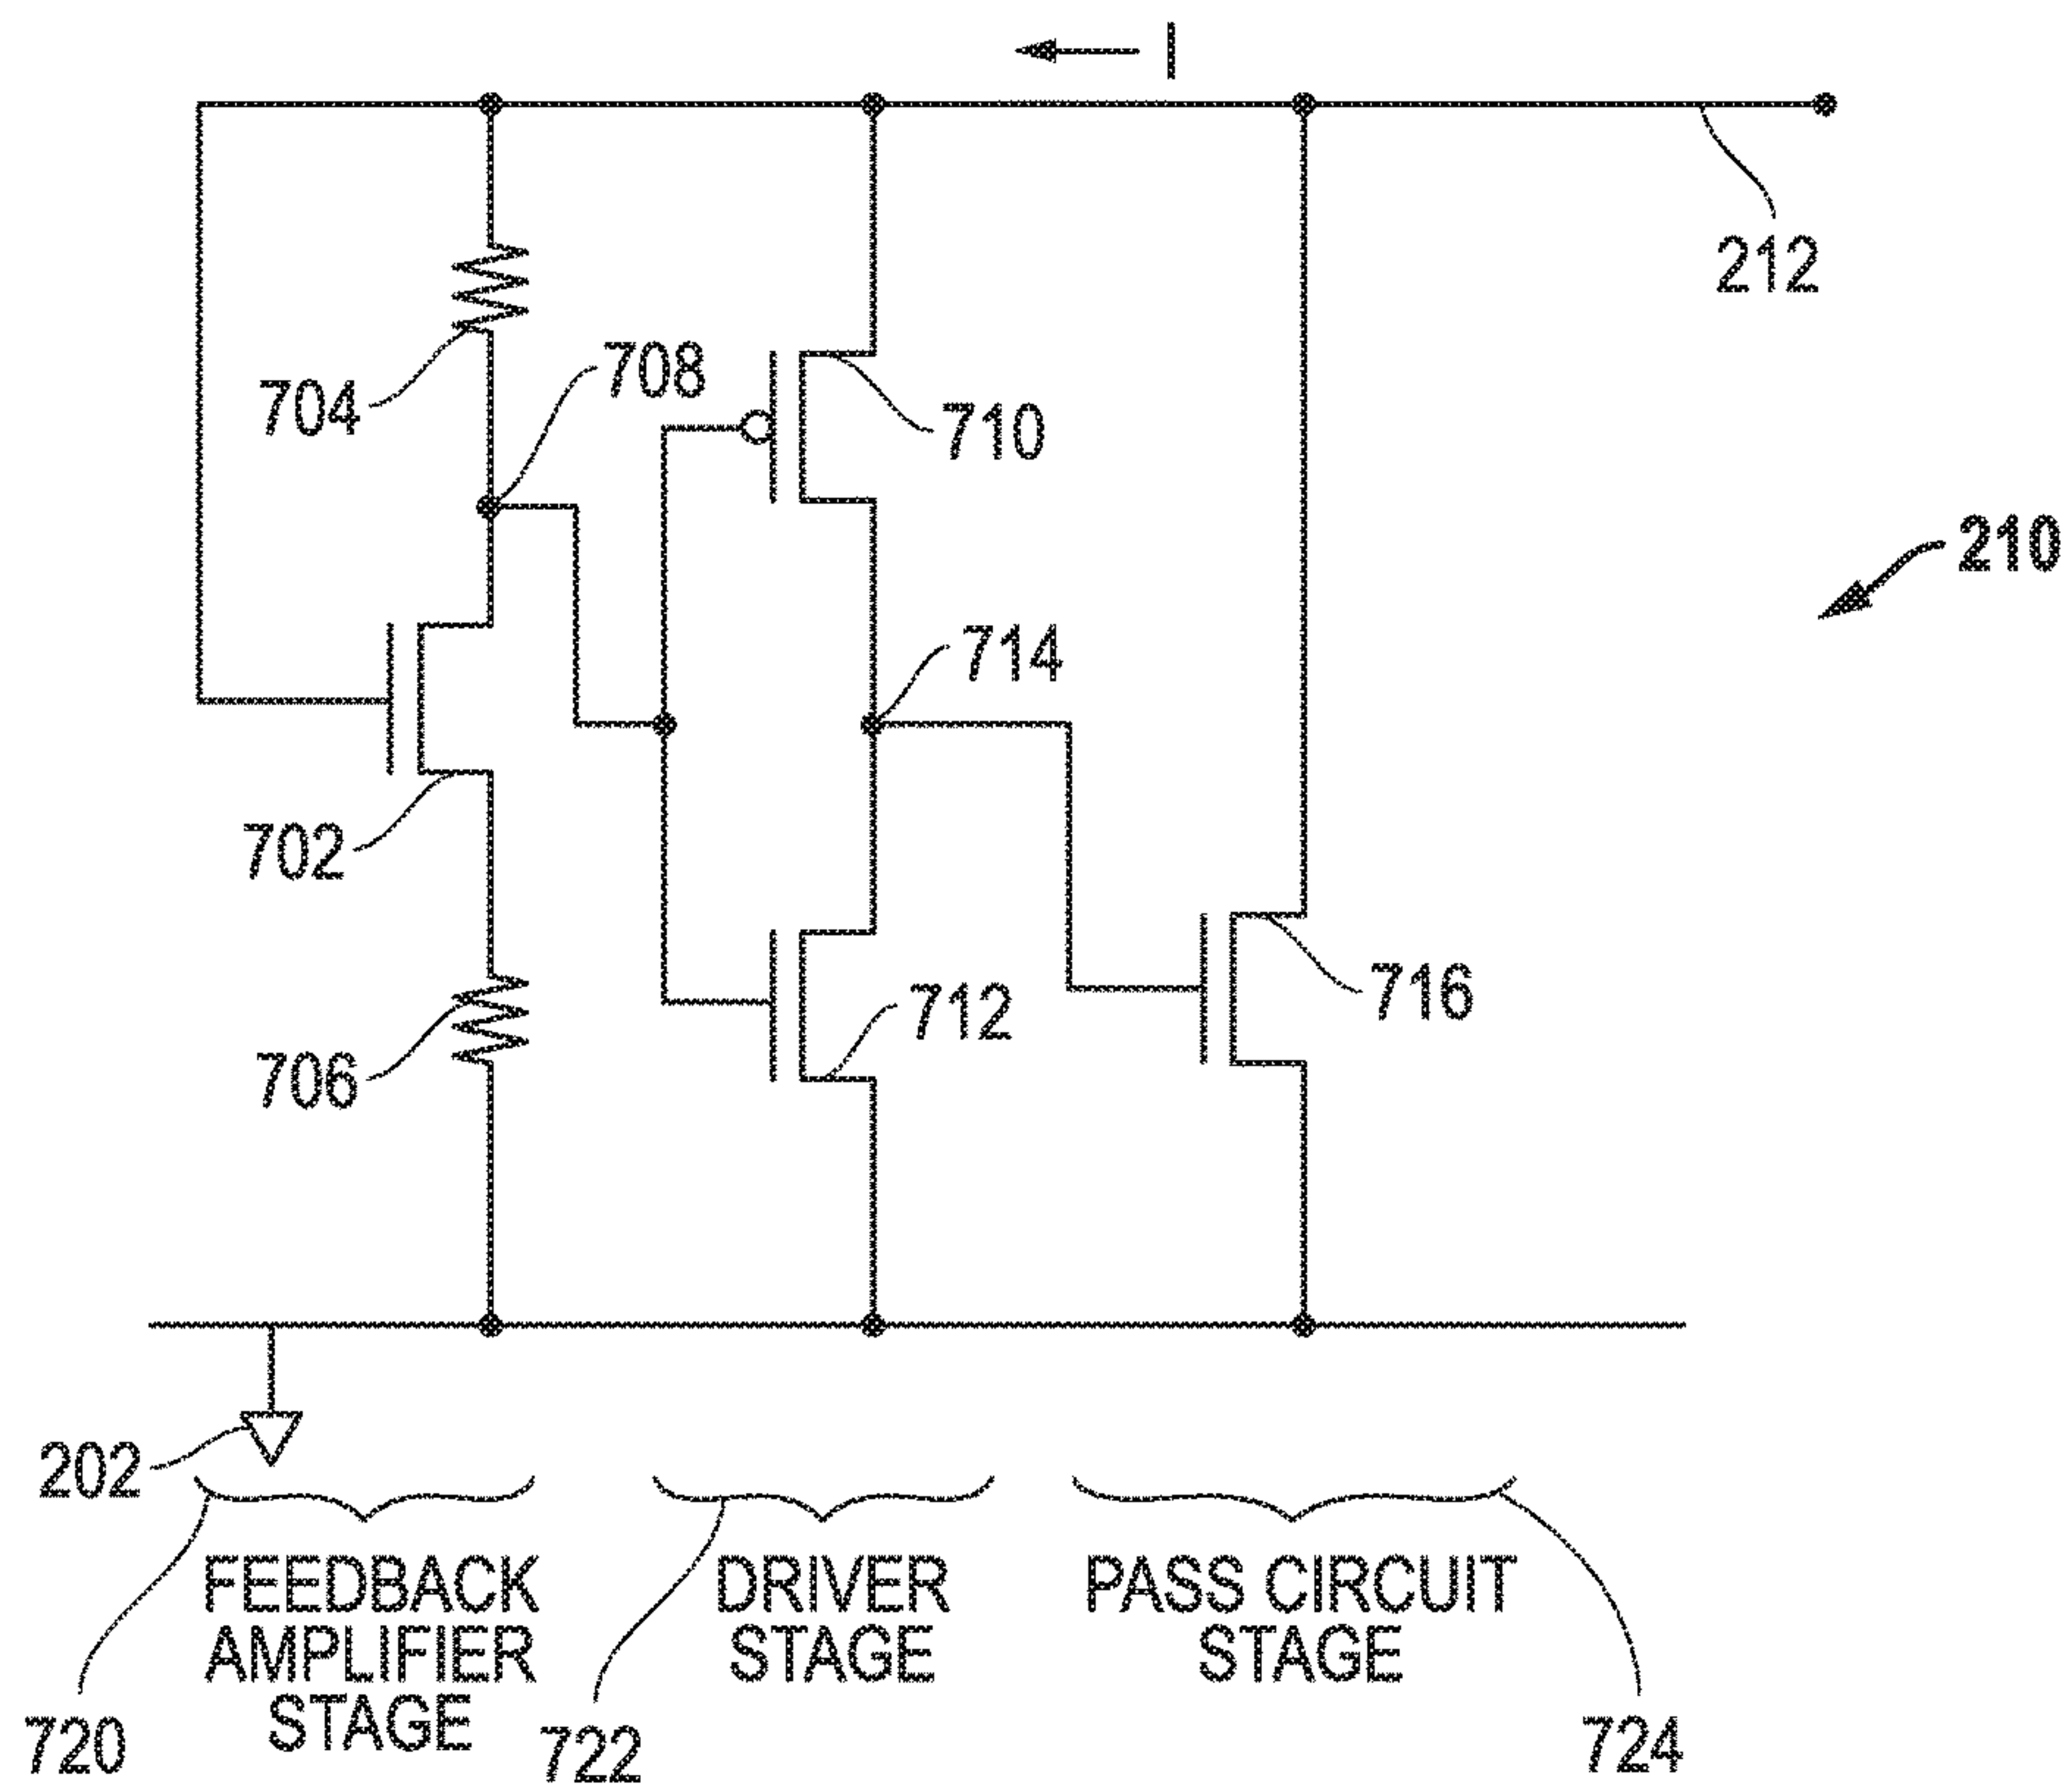 I
212
704
708
710
210
714
702
716
712
706
202
FEEDBACK
AMPLIFIER
STAGE
DRIVER
STAGE
PASS CIRCUIT
STAGE
720
722
724